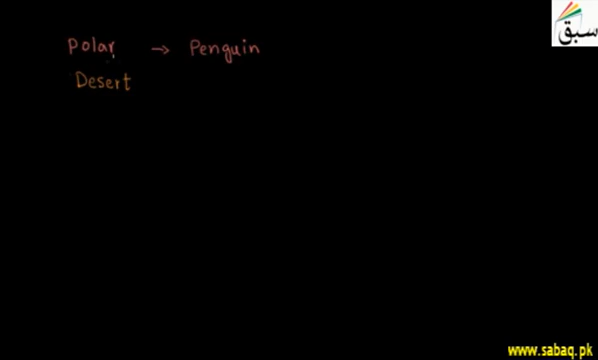 Polar → Penguin
Desert
سبق
www.sabaq.pk